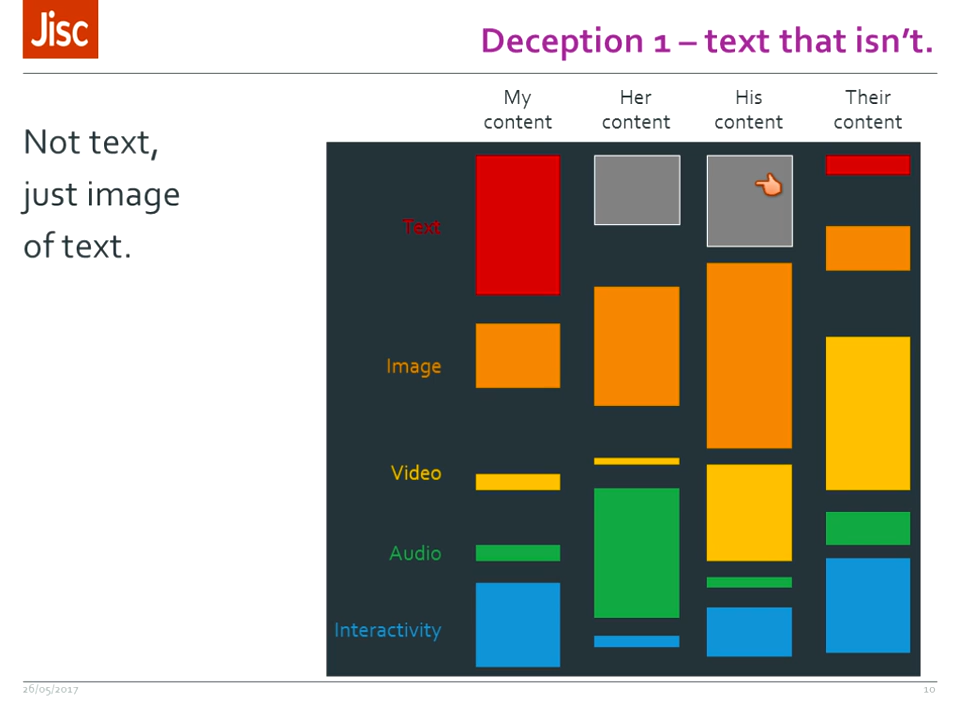 Jisc
Deception 1 – text that isn’t.
Not text,
just image
of text.
My content
Her content
His content
Their content
Text
Image
Video
Audio
Interactivity
26/05/2017
10